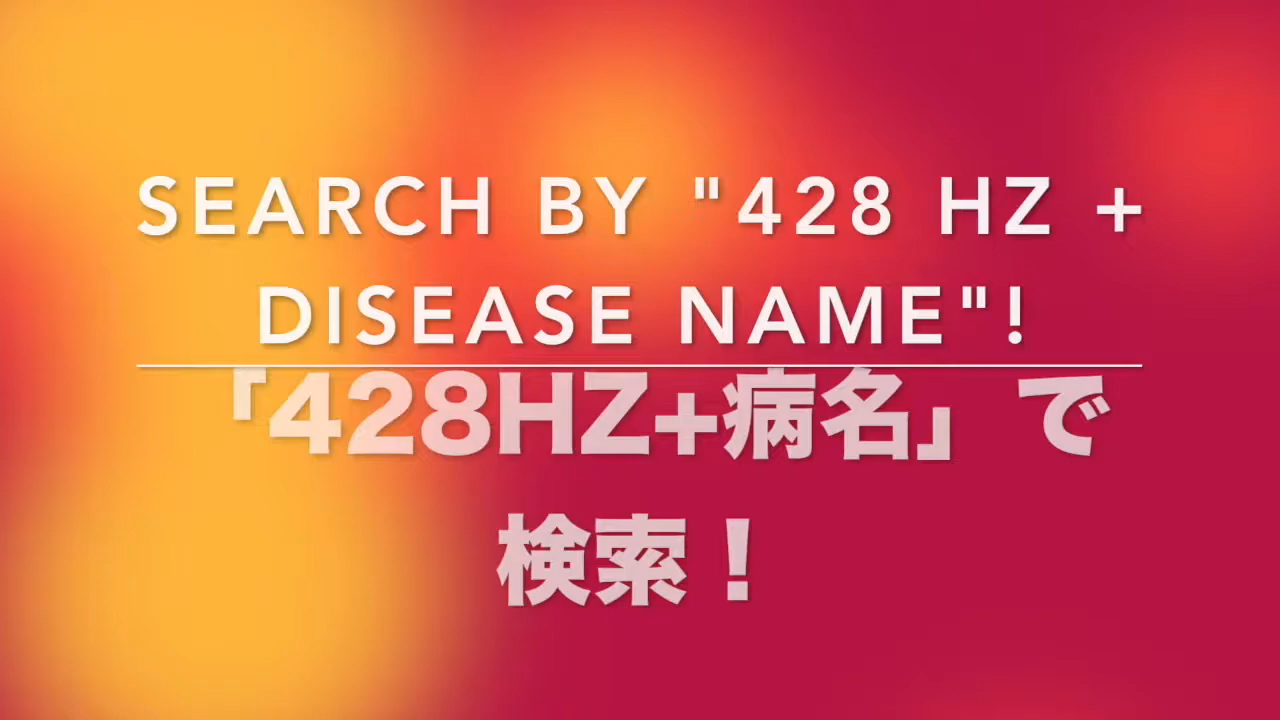 SEARCH BY "428 HZ +
DISEASE NAME"!
「428HZ+病名」で
検索！